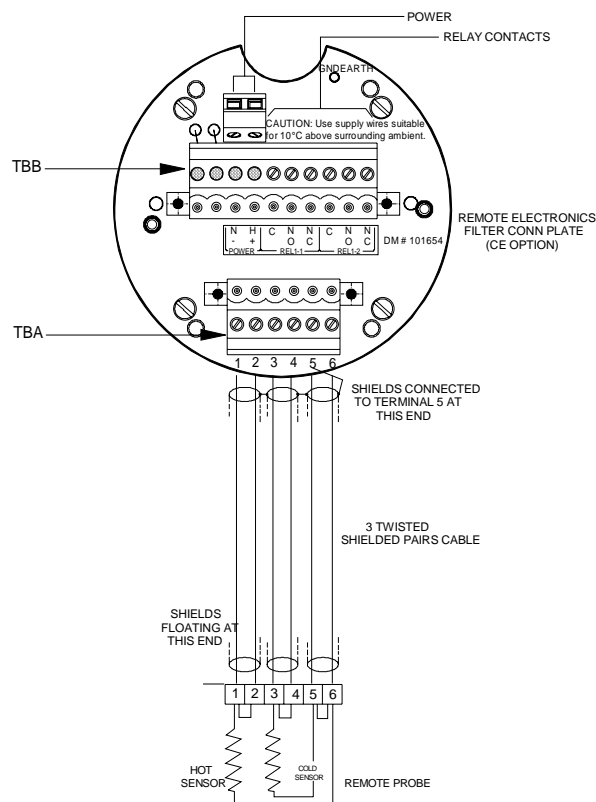 POWER
RELAY CONTACTS
GNDEARTH
CAUTION: Use supply wires suitable
for 10°C above surrounding ambient.
TBB
REMOTE ELECTRONICS
FILTER CONN PLATE
(CE OPTION)
N H C N N C N N
- + O C O C
POWER REL1-1 REL1-2
DM # 101654
TBA
1 2 3 4 5 6
SHIELDS CONNECTED
TO TERMINAL 5 AT
THIS END
3 TWISTED
SHIELDED PAIRS CABLE
SHIELDS
FLOATING AT
THIS END
1 2 3 4 5 6
HOT
SENSOR
COLD
SENSOR
REMOTE PROBE